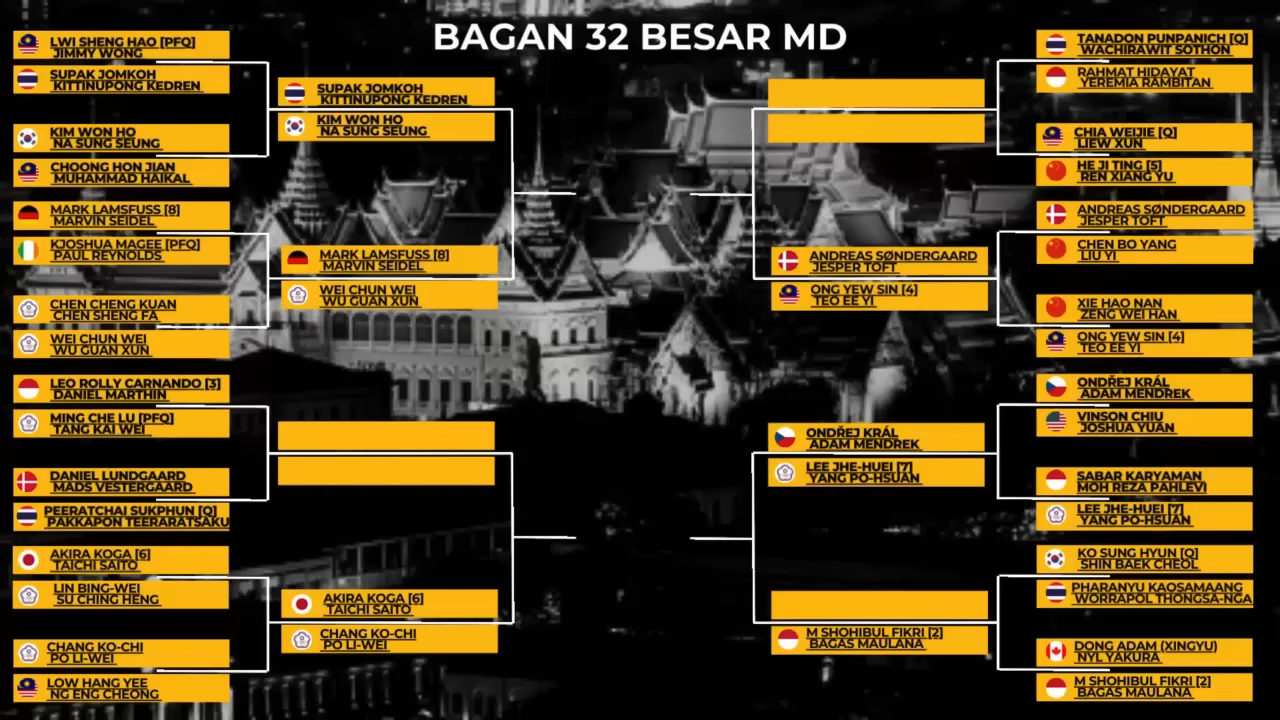 BAGAN 32 BESAR MD
LWI SHENG HAO [PFQ]
JIMMY WONG
SUPAK JOMKOH
KITTINUPONG KEDREN
KIM WON HO
NA SUNG SEUNG
CHOONG HON JIAN
MUHAMMAD HAIKAL
MARK LAMSFUSS [8]
MARVIN SEIDEL
KJOSHUA MAGEE [PFQ]
PAUL REYNOLDS
CHEN CHENG KUAN
CHEN SHENG FA
WEI CHUN WEI
WU GUAN XUN
LEO ROLLY CARNANDO [3]
DANIEL MARTHIN
MING CHE LU [PFQ]
TANG KAI WEI
DANIEL LUNDGAARD
MADS VESTERGAARD
PEERATCHAI SUKPHUN [Q]
PAKKAPON TEERARATSAKU
AKIRA KOGA [6]
TAICHI SAITO
LIN BING-WEI
SU CHING HENG
CHANG KO-CHI
PO LI-WEI
LOW HANG YEE
NG ENG CHEONG
SUPAK JOMKOH
KITTINUPONG KEDREN
KIM WON HO
NA SUNG SEUNG
MARK LAMSFUSS [8]
MARVIN SEIDEL
WEI CHUN WEI
WU GUAN XUN
AKIRA KOGA [6]
TAICHI SAITO
CHANG KO-CHI
PO LI-WEI
ANDREAS SØNDERGAARD
JESPER TOFT
ONG YEW SIN [4]
TEO EE YI
ONDŘEJ KRÁL
ADAM MENDREK
LEE JHE-HUEI [7]
YANG PO-HSUAN
M SHOHIBUL FIKRI [2]
BAGAS MAULANA
TANADON PUNPANICH [Q]
WACHIRAWIT SOTHON
RAHMAT HIDAYAT
YEREMIA RAMBITAN
CHIA WEIJIE [Q]
LIEW XUN
HE JI TING [5]
REN XIANG YU
ANDREAS SØNDERGAARD
JESPER TOFT
CHEN BO YANG
LIU YI
XIE HAO NAN
ZENG WEI HAN
ONG YEW SIN [4]
TEO EE YI
ONDŘEJ KRÁL
ADAM MENDREK
VINSON CHIU
JOSHUA YUAN
SABAR KARYAMAN
MOH REZA PAHLEVI
LEE JHE-HUEI [7]
YANG PO-HSUAN
KO SUNG HYUN [Q]
SHIN BAEK CHEOL
PHARANYU KAOSAMAANG
WORRAPOL THONGSA-NGA
DONG ADAM (XINGYU)
NYL YAKURA
M SHOHIBUL FIKRI [2]
BAGAS MAULANA